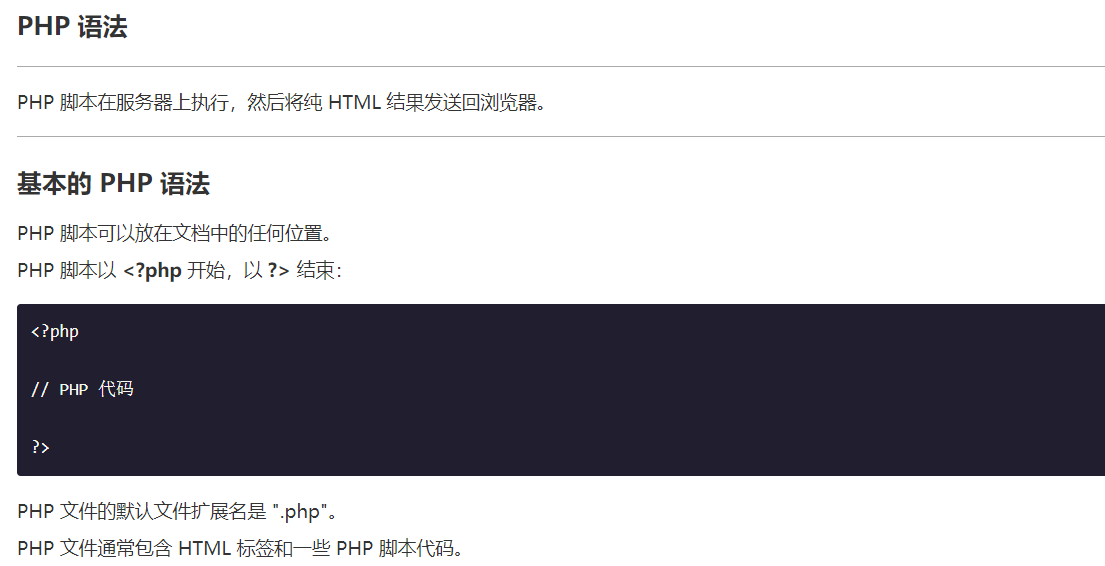 PHP 语法
PHP 脚本在服务器上执行，然后将纯 HTML 结果发送回浏览器。
基本的 PHP 语法
PHP 脚本可以放在文档中的任何位置。
PHP 脚本以 <?php 开始，以 ?> 结束：
<?php
// PHP 代码
?>
PHP 文件的默认文件扩展名是 ".php"。
PHP 文件通常包含 HTML 标签和一些 PHP 脚本代码。